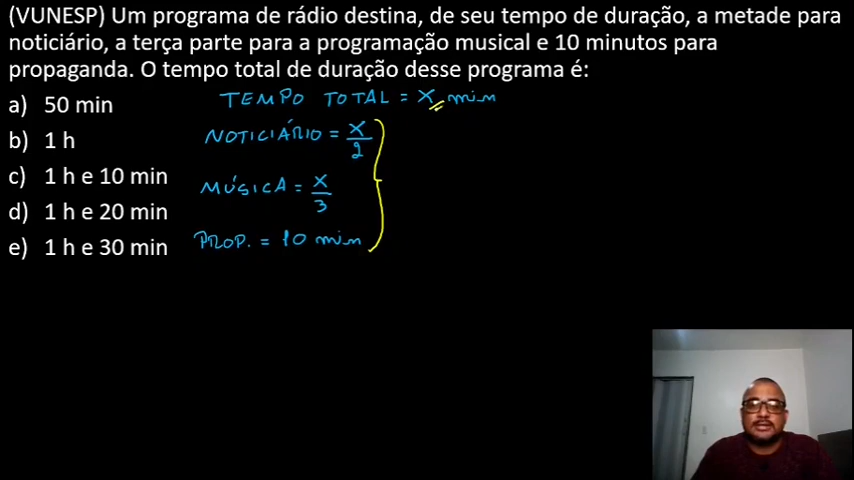 (VUNESP) Um programa de rádio destina, de seu tempo de duração, a metade para
noticiário, a terça parte para a programação musical e 10 minutos para
propaganda. O tempo total de duração desse programa é:
a) 50 min
b) 1 h
c) 1 h e 10 min
d) 1 h e 20 min
e) 1 h e 30 min
TEMPO TOTAL = X min
NOTICIÁRIO = X/2
MÚSICA = X/3
PROP. = 10 min